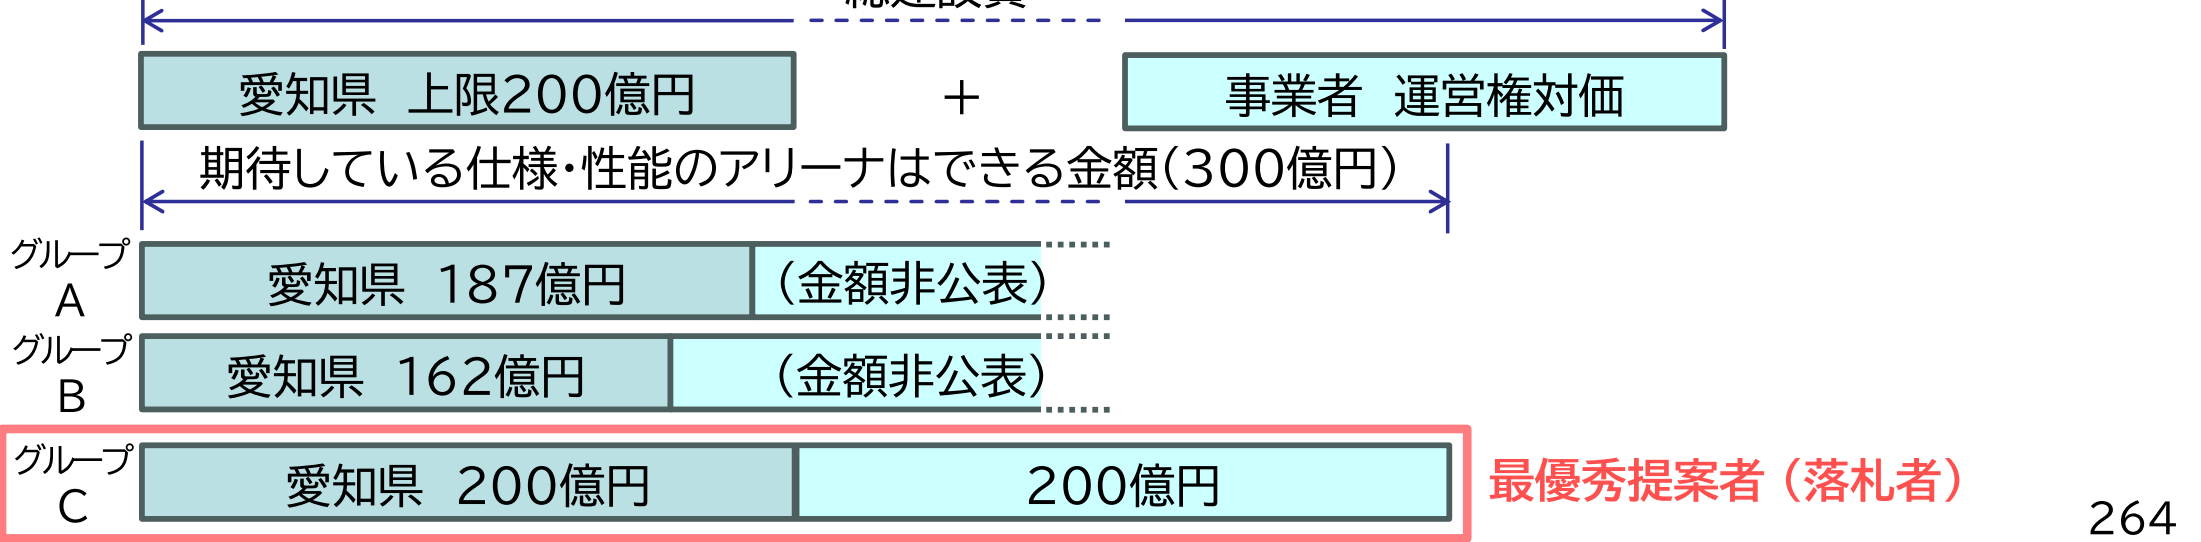 総建設費
愛知県 上限200億円
＋
事業者 運営権対価
期待している仕様・性能のアリーナはできる金額（300億円）
グループ
A
愛知県 187億円
（金額非公表）
グループ
B
愛知県 162億円
（金額非公表）
グループ
C
愛知県 200億円
200億円
最優秀提案者（落札者）
264